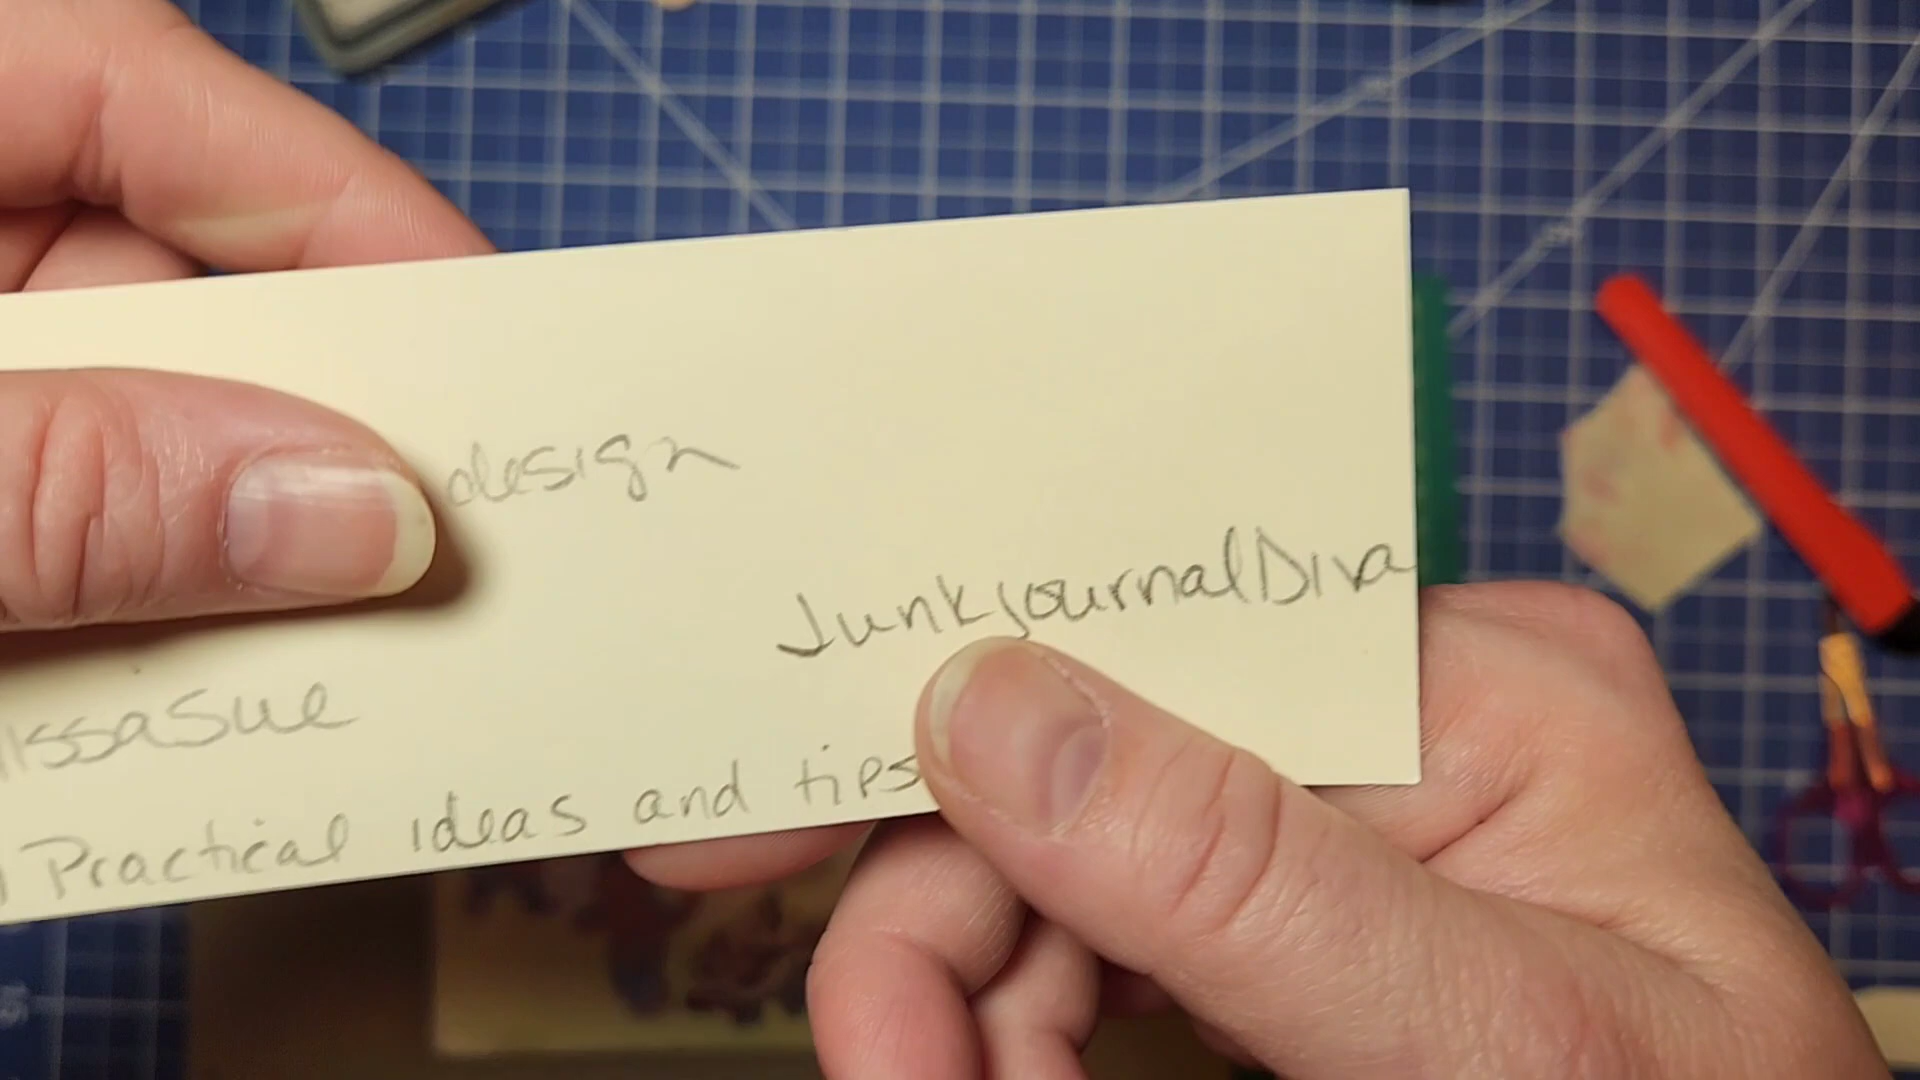 design
JunkjournalDiva
issaSue
Practical ideas and tips